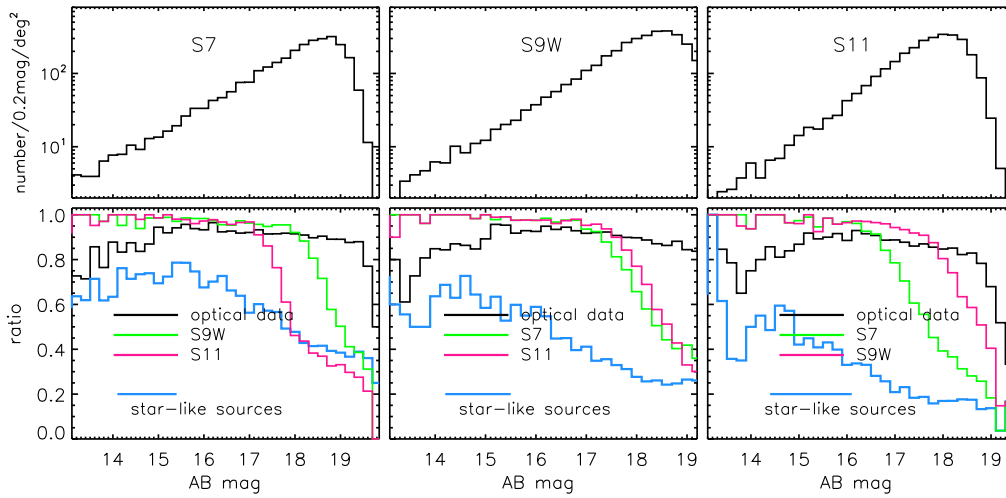 S7
S9W
S11
number/0.2mag/deg²
10²
10¹
1.0
0.8
0.6
0.4
0.2
0.0
ratio
optical data
S9W
S11
star-like sources
optical data
S7
S11
star-like sources
optical data
S7
S9W
star-like sources
14 15 16 17 18 19
14 15 16 17 18 19
14 15 16 17 18 19
AB mag
AB mag
AB mag